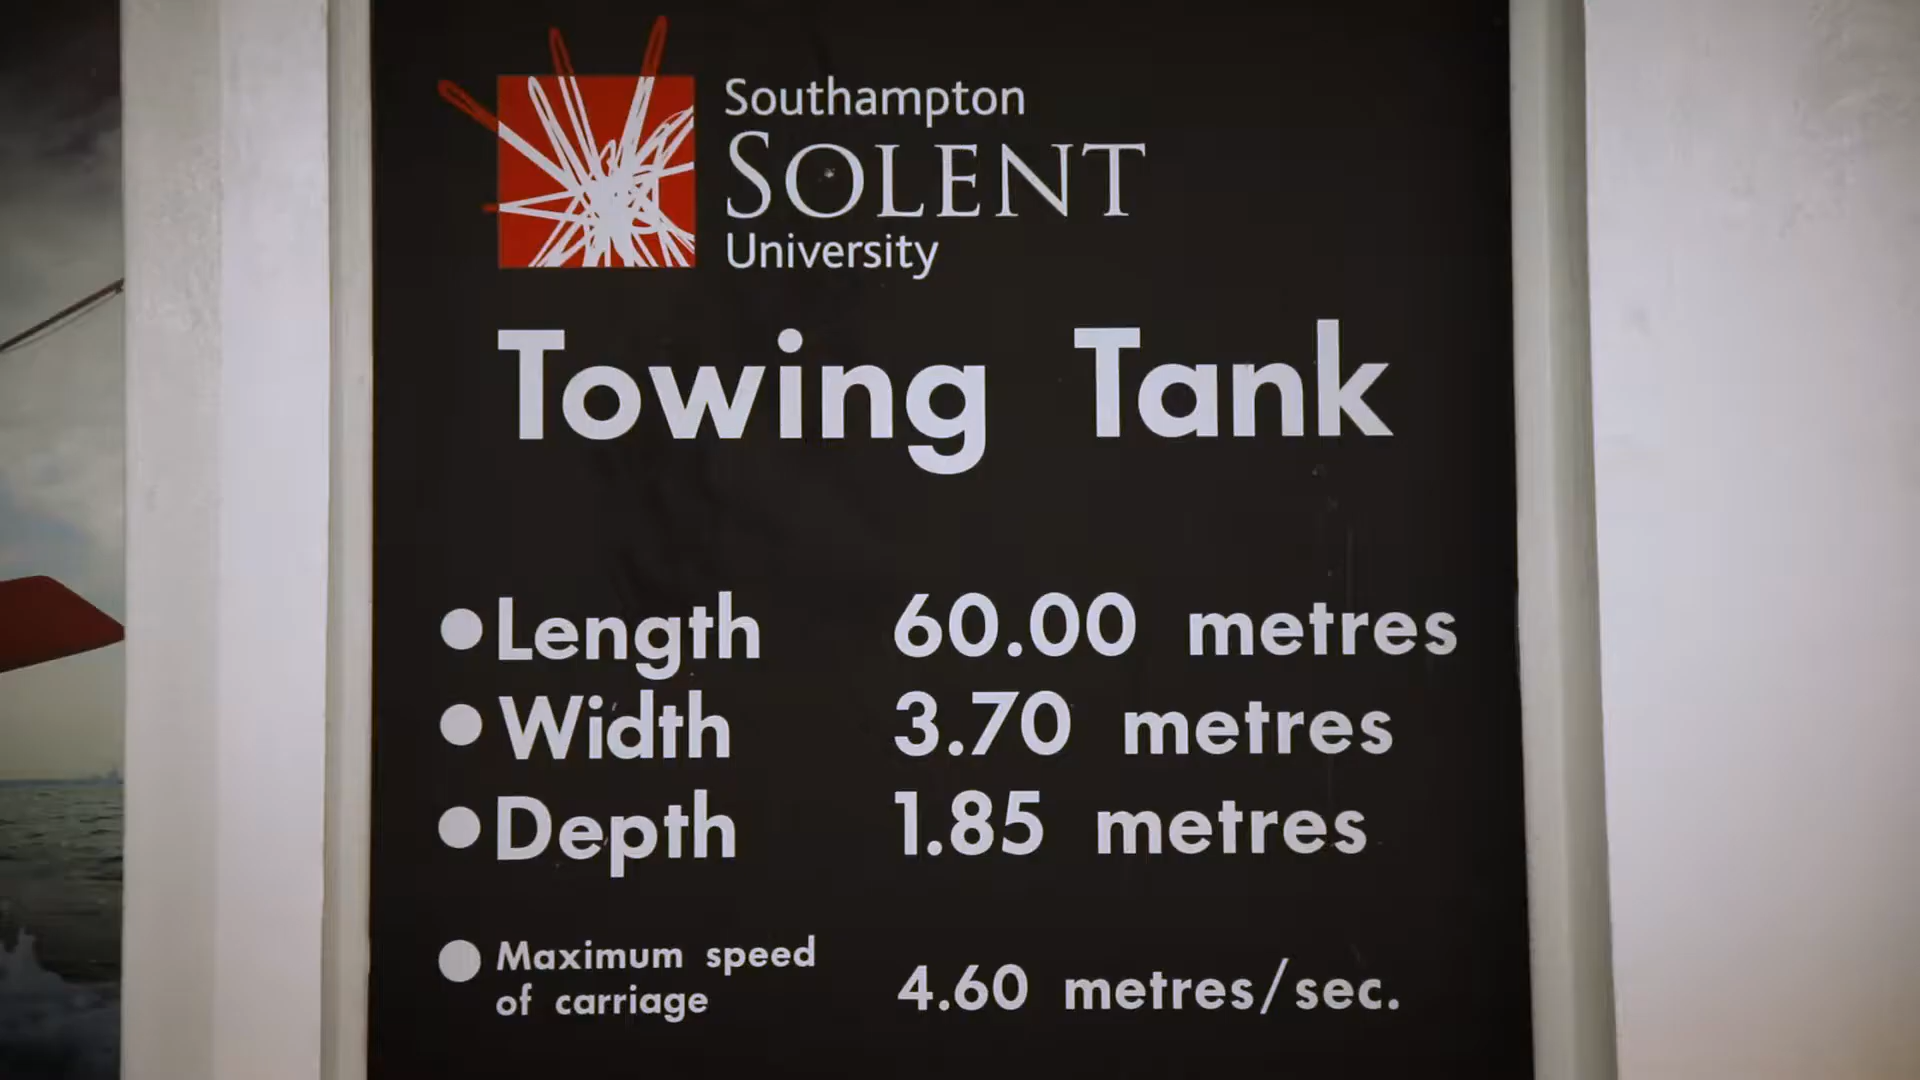 Southampton
SOLENT
University
Towing Tank
● Length 60.00 metres
● Width 3.70 metres
● Depth 1.85 metres
● Maximum speed
of carriage 4.60 metres/sec.